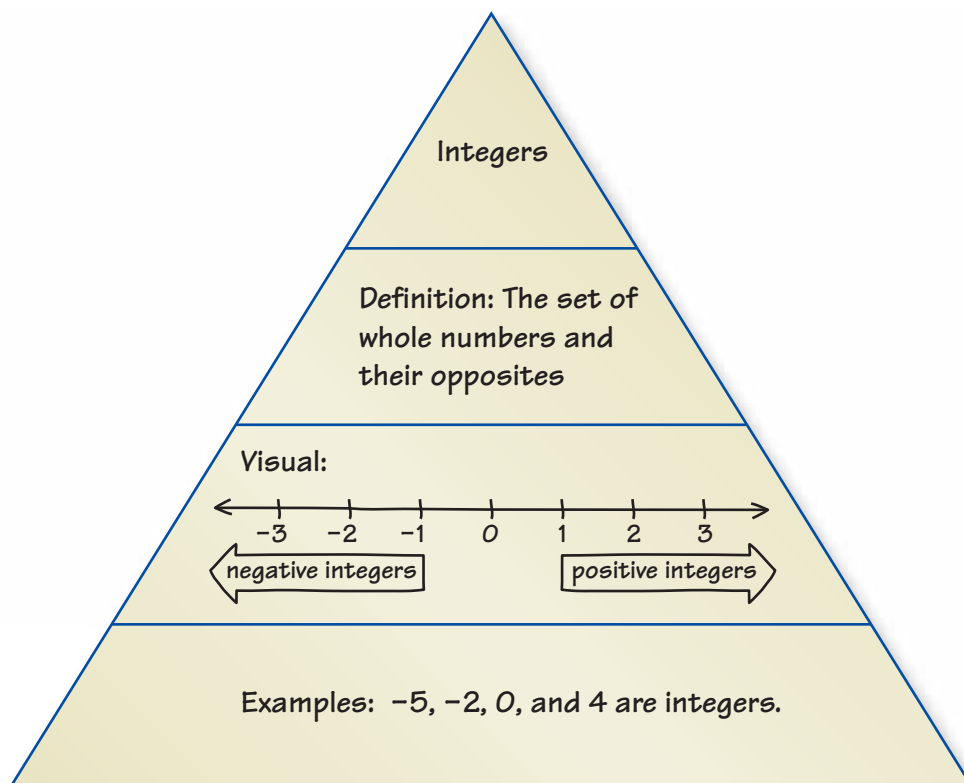 Integers
Definition: The set of
whole numbers and
their opposites
Visual:
−3 −2 −1 0 1 2 3
negative integers positive integers
Examples: −5, −2, 0, and 4 are integers.